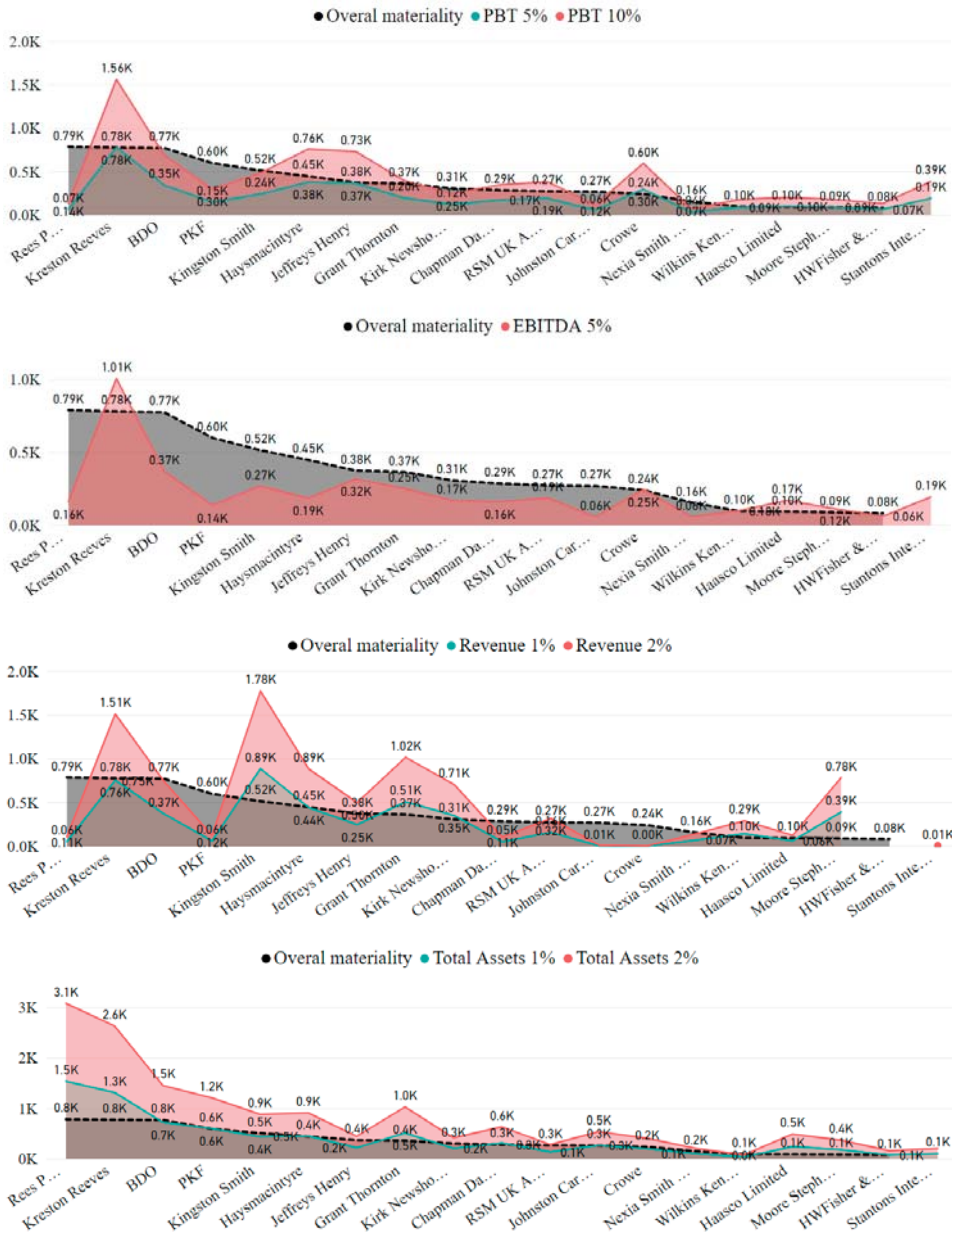 Overal materiality PBT 5% PBT 10%
2.0K
1.56K
1.5K
1.0K
0.79K 0.78K 0.77K 0.76K 0.73K
0.78K 0.60K 0.52K 0.45K 0.38K 0.37K 0.31K 0.29K 0.27K 0.27K 0.60K
0.5K
0.35K 0.15K 0.24K 0.38K 0.37K 0.20K 0.12K 0.17K 0.06K 0.24K 0.16K 0.10K 0.10K 0.09K 0.08K 0.39K
0.07K 0.30K 0.25K 0.19K 0.12K 0.30K 0.07K 0.09K 0.10K 0.09K 0.07K 0.19K
0.0K 0.14K
Rees P... Kreston Reeves BDO PKF Kingston Smith Haysmacintyre Jeffreys Henry Grant Thornton Kirk Newsho... Chapman Da... RSM UK A... Johnston Car... Crowe Nexia Smith ... Wilkins Ken... Haasco Limited Moore Steph... HWFisher &... Stantons Inte...
Overal materiality EBITDA 5%
1.01K
1.0K
0.79K 0.78K 0.77K
0.60K 0.52K
0.5K
0.45K 0.38K 0.37K 0.31K 0.29K 0.27K 0.27K 0.24K 0.16K 0.10K 0.17K 0.09K 0.08K 0.19K
0.37K 0.27K 0.32K 0.25K 0.17K 0.19K 0.25K 0.06K 0.10K
0.16K 0.14K 0.19K 0.16K 0.06K 0.12K 0.06K
0.0K
Rees P... Kreston Reeves BDO PKF Kingston Smith Haysmacintyre Jeffreys Henry Grant Thornton Kirk Newsho... Chapman Da... RSM UK A... Johnston Car... Crowe Nexia Smith ... Wilkins Ken... Haasco Limited Moore Steph... HWFisher &... Stantons Inte...
Overal materiality Revenue 1% Revenue 2%
2.0K
1.78K
1.5K
1.51K
1.0K
1.02K
0.79K 0.78K 0.77K 0.89K 0.89K 0.71K 0.78K
0.75K 0.76K 0.60K 0.52K 0.45K 0.38K 0.51K 0.31K 0.29K 0.27K 0.27K 0.24K 0.29K 0.39K
0.5K
0.37K 0.44K 0.37K 0.35K 0.32K 0.16K 0.10K 0.10K 0.09K 0.08K
0.06K 0.06K 0.25K 0.05K 0.01K 0.00K 0.07K 0.06K 0.01K
0.0K 0.11K 0.12K 0.11K
Rees P... Kreston Reeves BDO PKF Kingston Smith Haysmacintyre Jeffreys Henry Grant Thornton Kirk Newsho... Chapman Da... RSM UK A... Johnston Car... Crowe Nexia Smith ... Wilkins Ken... Haasco Limited Moore Steph... HWFisher &... Stantons Inte...
Overal materiality Total Assets 1% Total Assets 2%
3.1K
3K
2.6K
2K
1.5K 1.3K 1.5K 1.2K
1K
0.8K 0.8K 0.8K 0.6K 0.9K 0.9K 0.4K 1.0K 0.3K 0.6K 0.3K 0.5K 0.2K 0.2K 0.1K 0.5K 0.4K 0.1K 0.1K
0.7K 0.6K 0.5K 0.4K 0.5K 0.4K 0.2K 0.4K 0.5K 0.2K 0.3K 0.3K 0.1K 0.3K 0.3K 0.1K 0.1K 0.1K 0.1K
0K
Rees P... Kreston Reeves BDO PKF Kingston Smith Haysmacintyre Jeffreys Henry Grant Thornton Kirk Newsho... Chapman Da... RSM UK A... Johnston Car... Crowe Nexia Smith ... Wilkins Ken... Haasco Limited Moore Steph... HWFisher &... Stantons Inte...